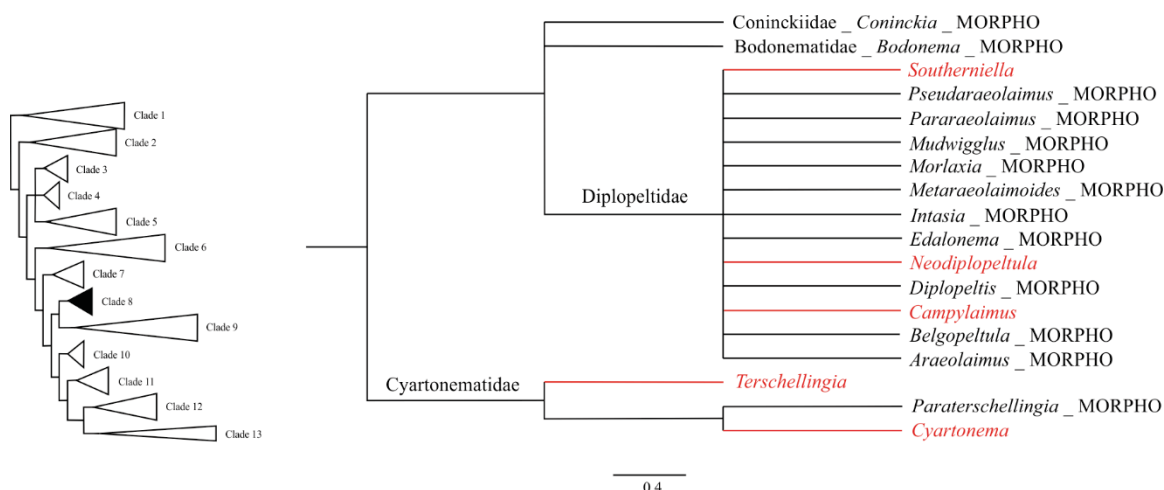 Clade 1
Clade 2
Clade 3
Clade 4
Clade 5
Clade 6
Clade 7
Clade 8
Clade 9
Clade 10
Clade 11
Clade 12
Clade 13
Coninckiidae _ Coninckia _ MORPHO
Bodonematidae _ Bodonema _ MORPHO
Diplopeltidae
Southerniella
Pseudaraeolaimus _ MORPHO
Pararaeolaimus _ MORPHO
Mudwigglus _ MORPHO
Morlaxia _ MORPHO
Metaraeolaimoides _ MORPHO
Intasia _ MORPHO
Edalonema _ MORPHO
Neodiplopeltula
Diplopeltis _ MORPHO
Campylaimus
Belgopeltula _ MORPHO
Araeolaimus _ MORPHO
Cyartonematidae
Terschellingia
Paraterschellingia _ MORPHO
Cyartonema
0.4